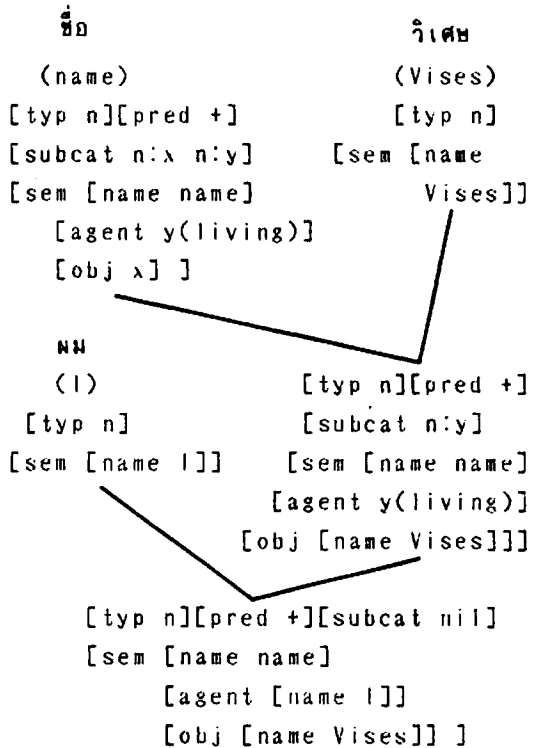 ชื่อ วิเศษ
(name) (Vises)
[typ n][pred +] [typ n]
[subcat n:x n:y] [sem [name
[sem [name name] Vises]]
[agent y(living)]
[obj x] ]
ผม
(I) [typ n][pred +]
[typ n] [subcat n:y]
[sem [name I]] [sem [name name]
[agent y(living)]
[obj [name Vises]]]
[typ n][pred +][subcat nil]
[sem [name name]
[agent [name I]]
[obj [name Vises]] ]